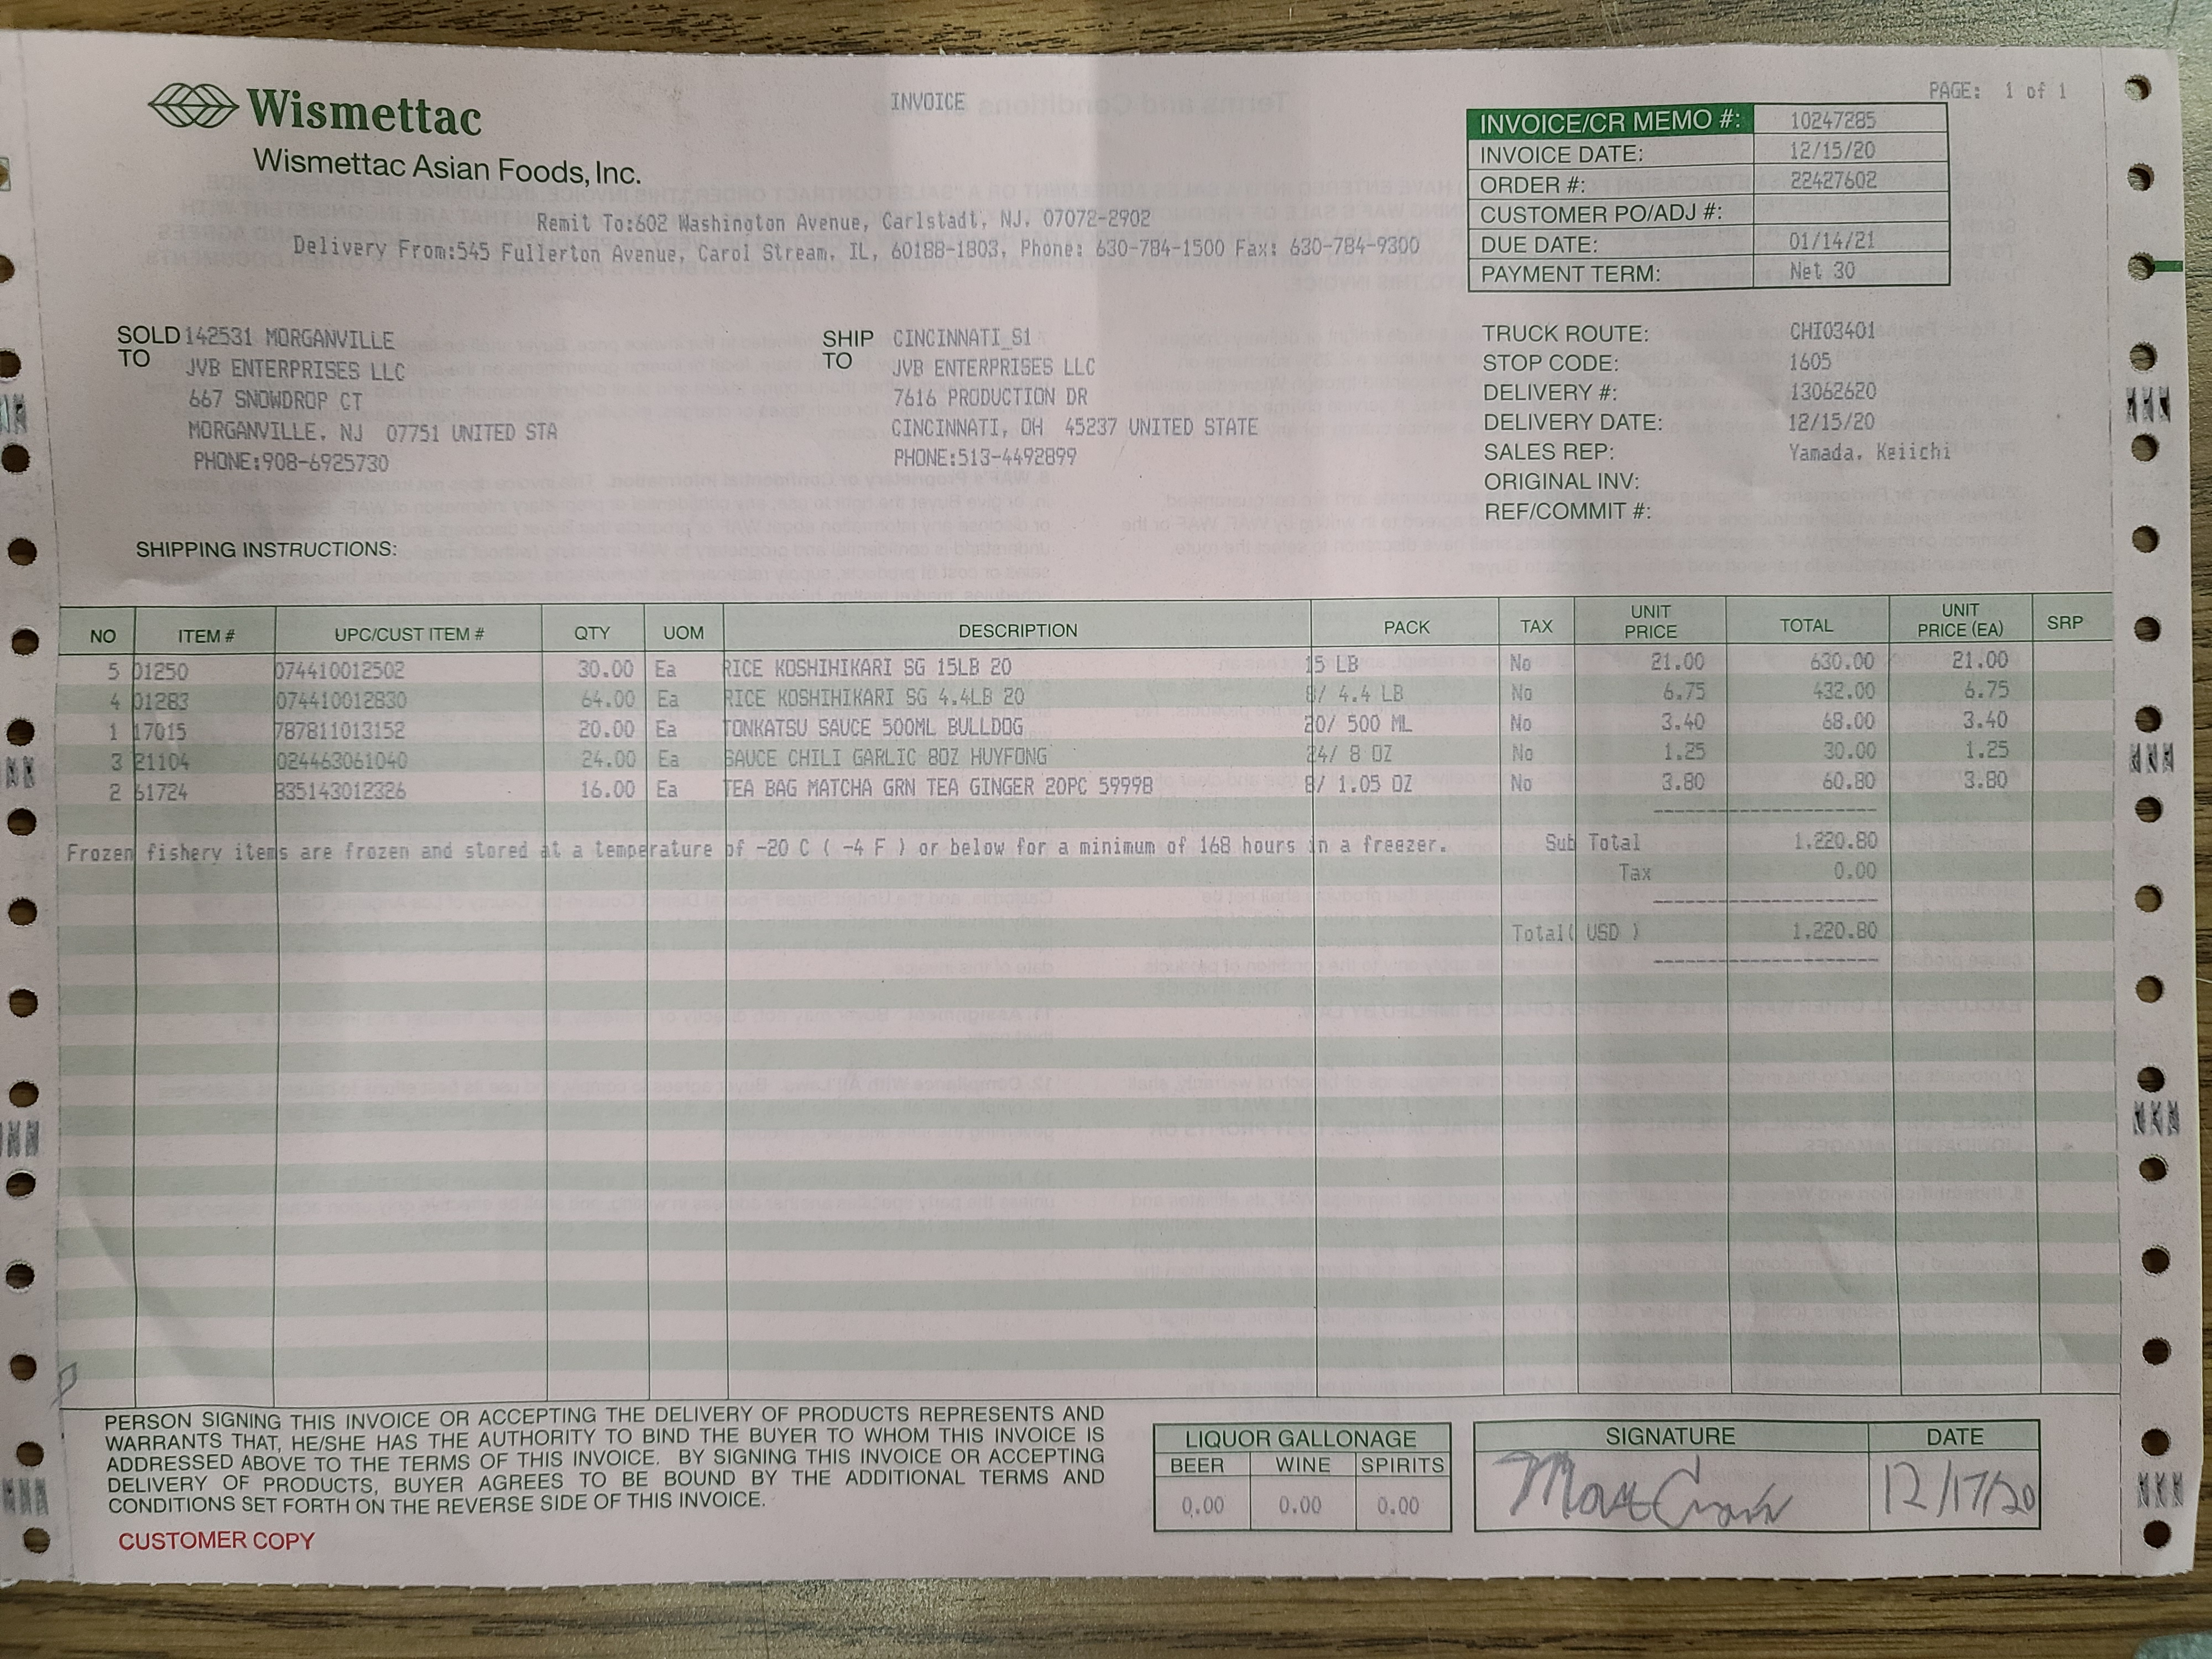 Wismettac
Wismettac Asian Foods, Inc.
INVOICE
PAGE: 1 of 1
INVOICE/CR MEMO #: 10247285
INVOICE DATE: 12/15/20
ORDER #: 22427602
CUSTOMER PO/ADJ #:
DUE DATE: 01/14/21
PAYMENT TERM: Net 30
Remit To:602 Washington Avenue, Carlstadt, NJ, 07072-2902
Delivery From:545 Fullerton Avenue, Carol Stream, IL, 60188-1803, Phone: 630-784-1500 Fax: 630-784-9300
SOLD TO 142531 MORGANVILLE
JVB ENTERPRISES LLC
667 SNOWDROP CT
MORGANVILLE, NJ 07751 UNITED STA
PHONE:908-6925730
SHIP TO CINCINNATI_S1
JVB ENTERPRISES LLC
7616 PRODUCTION DR
CINCINNATI, OH 45237 UNITED STATE
PHONE:513-4492899
TRUCK ROUTE: CHI03401
STOP CODE: 1605
DELIVERY #: 13062620
DELIVERY DATE: 12/15/20
SALES REP: Yamada, Keiichi
ORIGINAL INV:
REF/COMMIT #:
SHIPPING INSTRUCTIONS:
NO ITEM # UPC/CUST ITEM # QTY UOM DESCRIPTION PACK TAX UNIT PRICE TOTAL UNIT PRICE (EA) SRP
5 01250 074410012502 30.00 Ea RICE KOSHIHIKARI SG 15LB 20 15 LB No 21.00 630.00 21.00
4 01283 074410012830 64.00 Ea RICE KOSHIHIKARI SG 4.4LB 20 8/ 4.4 LB No 6.75 432.00 6.75
1 17015 787811013152 20.00 Ea TONKATSU SAUCE 500ML BULLDOG 20/ 500 ML No 3.40 68.00 3.40
3 21104 024463061040 24.00 Ea SAUCE CHILI GARLIC 8OZ HUYFONG 24/ 8 OZ No 1.25 30.00 1.25
2 61724 835143012326 16.00 Ea TEA BAG MATCHA GRN TEA GINGER 20PC 59998 8/ 1.05 OZ No 3.80 60.80 3.80
Frozen fishery items are frozen and stored at a temperature of -20 C ( -4 F ) or below for a minimum of 168 hours in a freezer.
Sub Total 1,220.80
Tax 0.00
Total( USD ) 1,220.80
PERSON SIGNING THIS INVOICE OR ACCEPTING THE DELIVERY OF PRODUCTS REPRESENTS AND
WARRANTS THAT, HE/SHE HAS THE AUTHORITY TO BIND THE BUYER TO WHOM THIS INVOICE IS
ADDRESSED ABOVE TO THE TERMS OF THIS INVOICE. BY SIGNING THIS INVOICE OR ACCEPTING
DELIVERY OF PRODUCTS, BUYER AGREES TO BE BOUND BY THE ADDITIONAL TERMS AND
CONDITIONS SET FORTH ON THE REVERSE SIDE OF THIS INVOICE.
CUSTOMER COPY
LIQUOR GALLONAGE
BEER WINE SPIRITS
0.00 0.00 0.00
SIGNATURE DATE
12/17/20